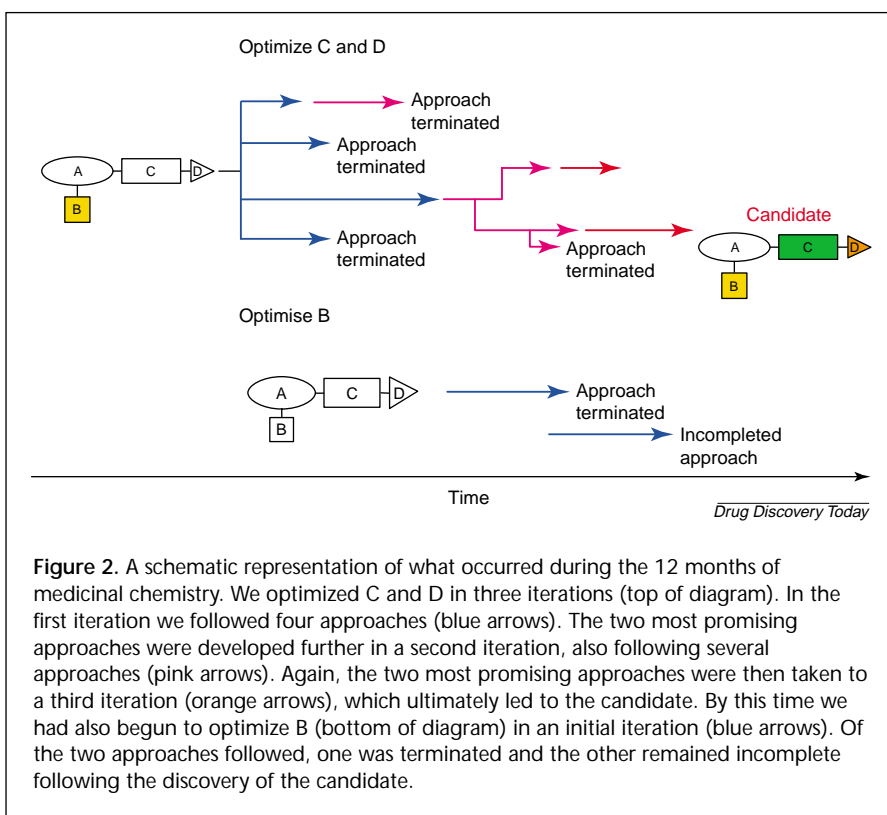 Optimize C and D
Approach
terminated
Approach
terminated
A
C
D
B
Approach
terminated
Approach
terminated
Candidate
A
C
D
B
Optimise B
A
C
D
B
Approach
terminated
Incompleted
approach
Time
Drug Discovery Today
Figure 2. A schematic representation of what occurred during the 12 months of
medicinal chemistry. We optimized C and D in three iterations (top of diagram). In the
first iteration we followed four approaches (blue arrows). The two most promising
approaches were developed further in a second iteration, also following several
approaches (pink arrows). Again, the two most promising approaches were then taken to
a third iteration (orange arrows), which ultimately led to the candidate. By this time we
had also begun to optimize B (bottom of diagram) in an initial iteration (blue arrows). Of
the two approaches followed, one was terminated and the other remained incomplete
following the discovery of the candidate.